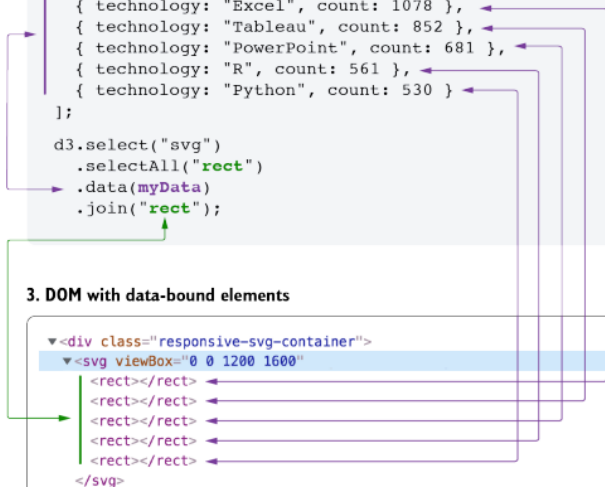 { technology: "Excel", count: 1078 },
{ technology: "Tableau", count: 852 },
{ technology: "PowerPoint", count: 681 },
{ technology: "R", count: 561 },
{ technology: "Python", count: 530 }
];
d3.select("svg")
.selectAll("rect")
.data(myData)
.join("rect");
3. DOM with data-bound elements
▼<div class="responsive-svg-container">
▼<svg viewBox="0 0 1200 1600"
<rect></rect>
<rect></rect>
<rect></rect>
<rect></rect>
<rect></rect>
</svg>